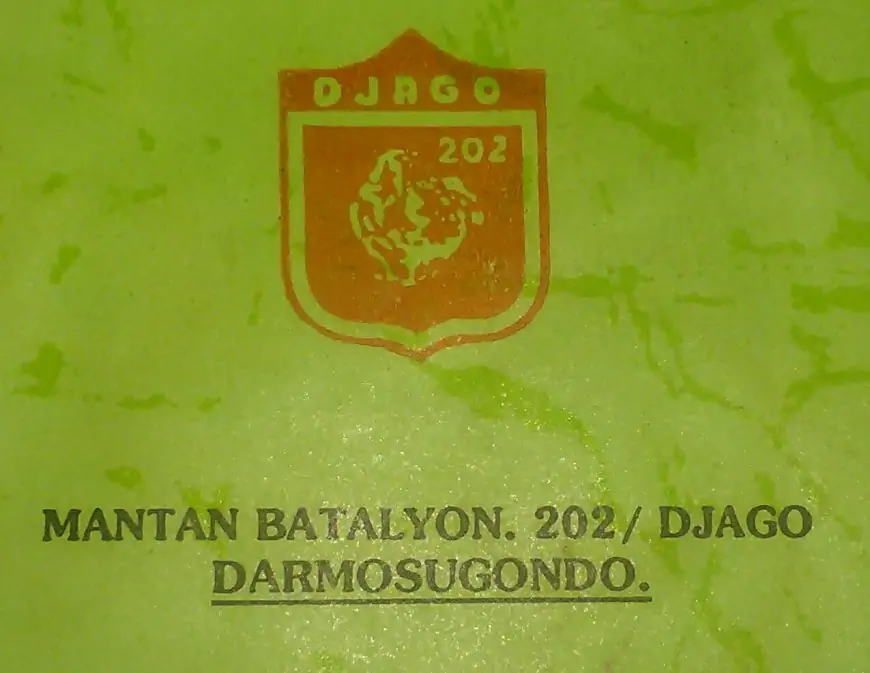 DJAGO
202
MANTAN BATALYON. 202/ DJAGO
DARMOSUGONDO.